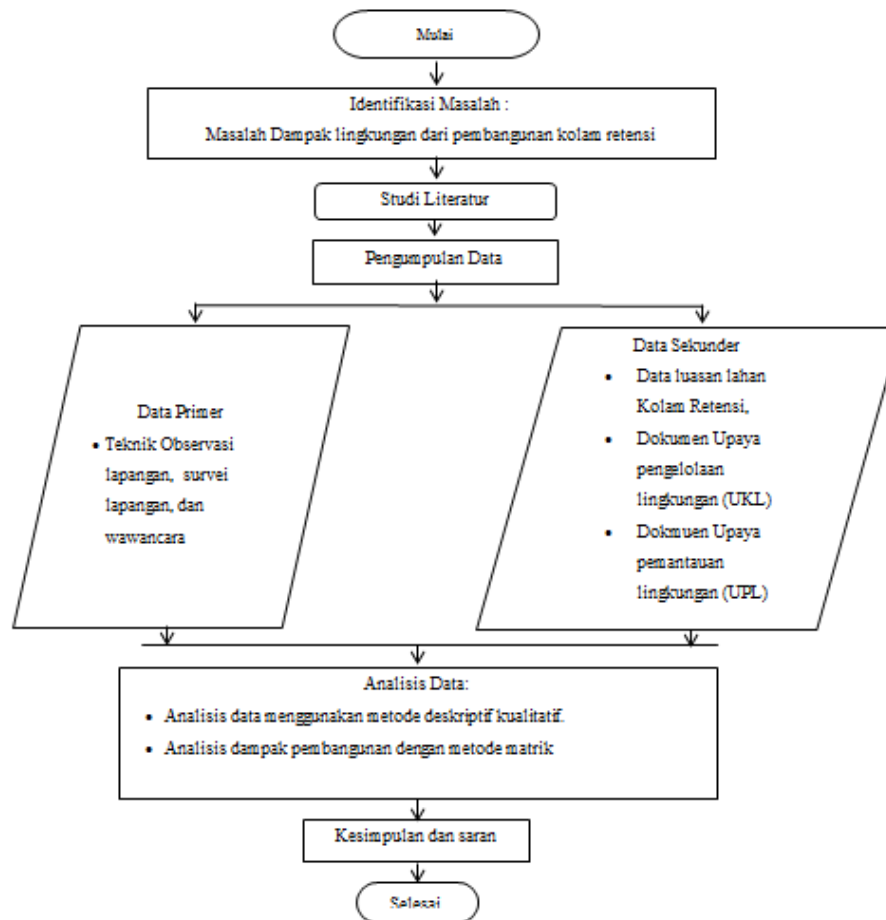 Mulai
Identifikasi Masalah :
Masalah Dampak lingkungan dari pembangunan kolam retensi
Studi Literatur
Pengumpulan Data
Data Primer
• Teknik Observasi
lapangan, survei
lapangan, dan
wawancara
Data Sekunder
• Data luasan lahan
Kolam Retensi,
• Dokumen Upaya
pengelolaan
lingkungan (UKL)
• Dokmuen Upaya
pemantauan
lingkungan (UPL)
Analisis Data:
• Analisis data menggunakan metode deskriptif kualitatif.
• Analisis dampak pembangunan dengan metode matrik
Kesimpulan dan saran
Selesai